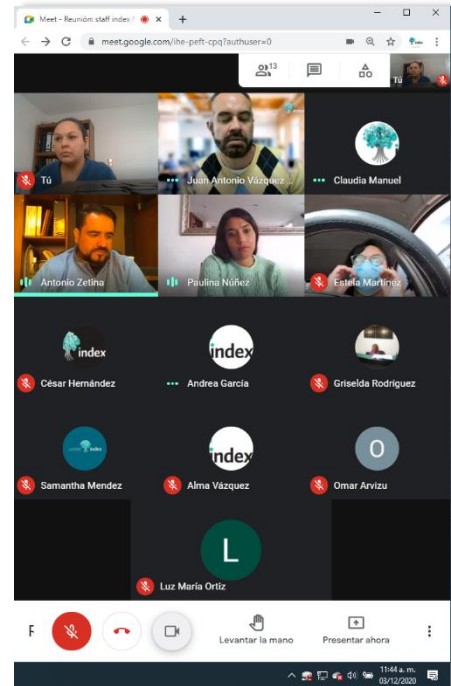 Meet - Reunión: staff index
meet.google.com/ihe-peft-cpq?authuser=0
13
Tú
Tú
Juan Antonio Vázquez ...
Claudia Manuel
Antonio Zetina
Paulina Núñez
Estela Martínez
index
index
César Hernández
Andrea García
Griselda Rodríguez
index
index
O
Samantha Mendez
Alma Vázquez
Omar Arvizu
L
Luz María Ortiz
Levantar la mano
Presentar ahora
11:44 a. m.
03/12/2020